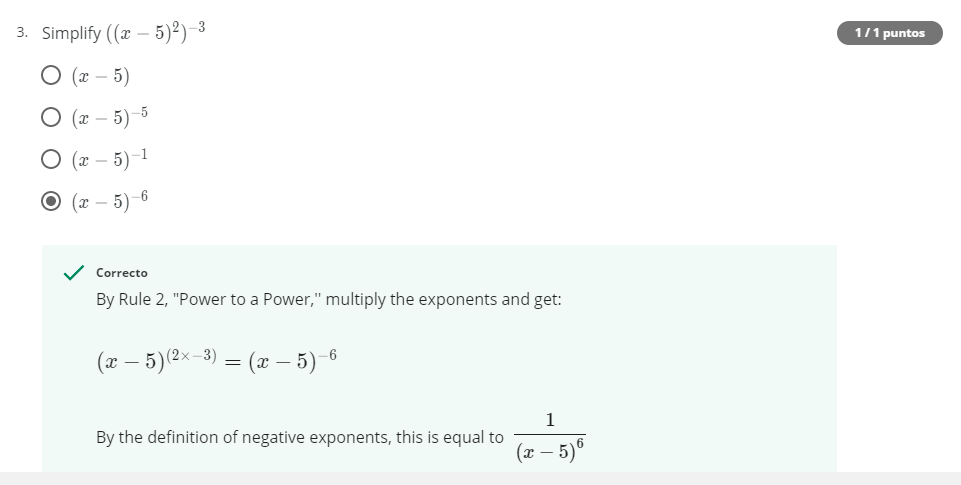 3. Simplify ((x − 5)²)⁻³
1 / 1 puntos
(x − 5)
(x − 5)⁻⁵
(x − 5)⁻¹
(x − 5)⁻⁶
Correcto
By Rule 2, "Power to a Power," multiply the exponents and get:
(x − 5)⁽²ˣ⁻³⁾ = (x − 5)⁻⁶
By the definition of negative exponents, this is equal to 1/(x − 5)⁶